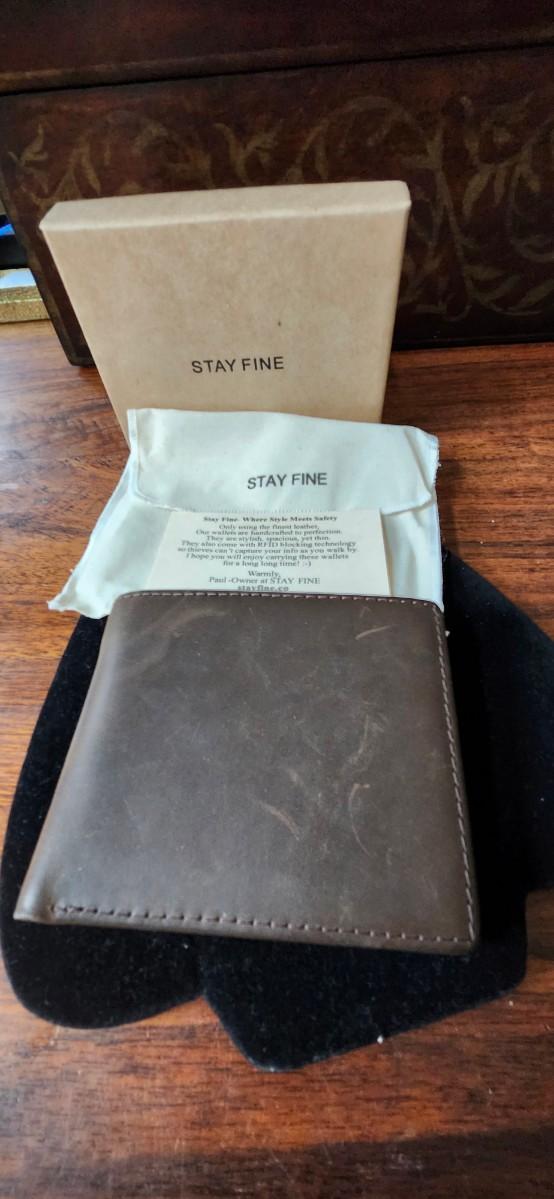 STAY FINE
STAY FINE
Stay Fine. Where Style Meets Safety
Only using the finest leather,
Our wallets are handcrafted to perfection.
They are stylish, spacious, yet thin.
They also come with RFID blocking technology
so thieves can't capture your info as you walk by.
I hope you will enjoy carrying these wallets
for a long long time! :-)
Warmly,
Paul -Owner at STAY FINE
stayfine.co